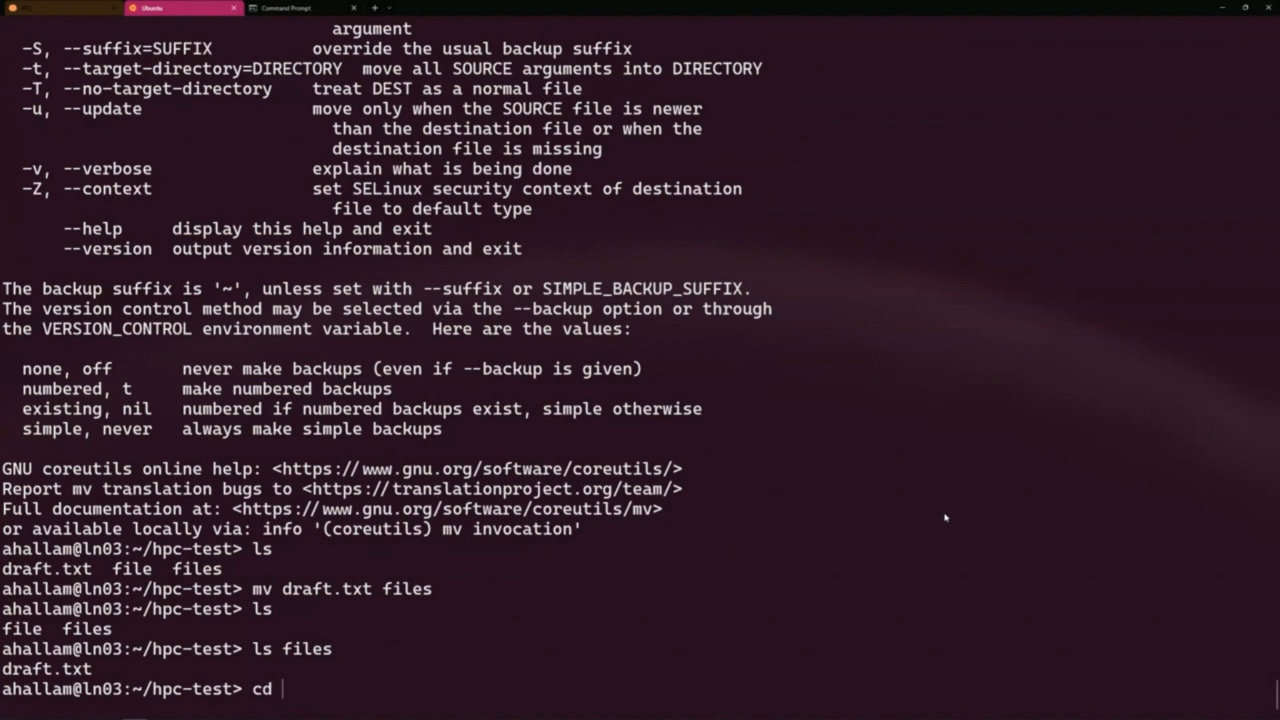 Ubuntu
Command Prompt
argument
-S, --suffix=SUFFIX          override the usual backup suffix
-t, --target-directory=DIRECTORY  move all SOURCE arguments into DIRECTORY
-T, --no-target-directory    treat DEST as a normal file
-u, --update                 move only when the SOURCE file is newer
than the destination file or when the
destination file is missing
-v, --verbose                explain what is being done
-Z, --context                set SELinux security context of destination
file to default type
--help     display this help and exit
--version  output version information and exit
The backup suffix is '~', unless set with --suffix or SIMPLE_BACKUP_SUFFIX.
The version control method may be selected via the --backup option or through
the VERSION_CONTROL environment variable.  Here are the values:
none, off       never make backups (even if --backup is given)
numbered, t     make numbered backups
existing, nil   numbered if numbered backups exist, simple otherwise
simple, never   always make simple backups
GNU coreutils online help: <https://www.gnu.org/software/coreutils/>
Report mv translation bugs to <https://translationproject.org/team/>
Full documentation at: <https://www.gnu.org/software/coreutils/mv>
or available locally via: info '(coreutils) mv invocation'
ahallam@ln03:~/hpc-test> ls
draft.txt  file  files
ahallam@ln03:~/hpc-test> mv draft.txt files
ahallam@ln03:~/hpc-test> ls
file  files
ahallam@ln03:~/hpc-test> ls files
draft.txt
ahallam@ln03:~/hpc-test> cd